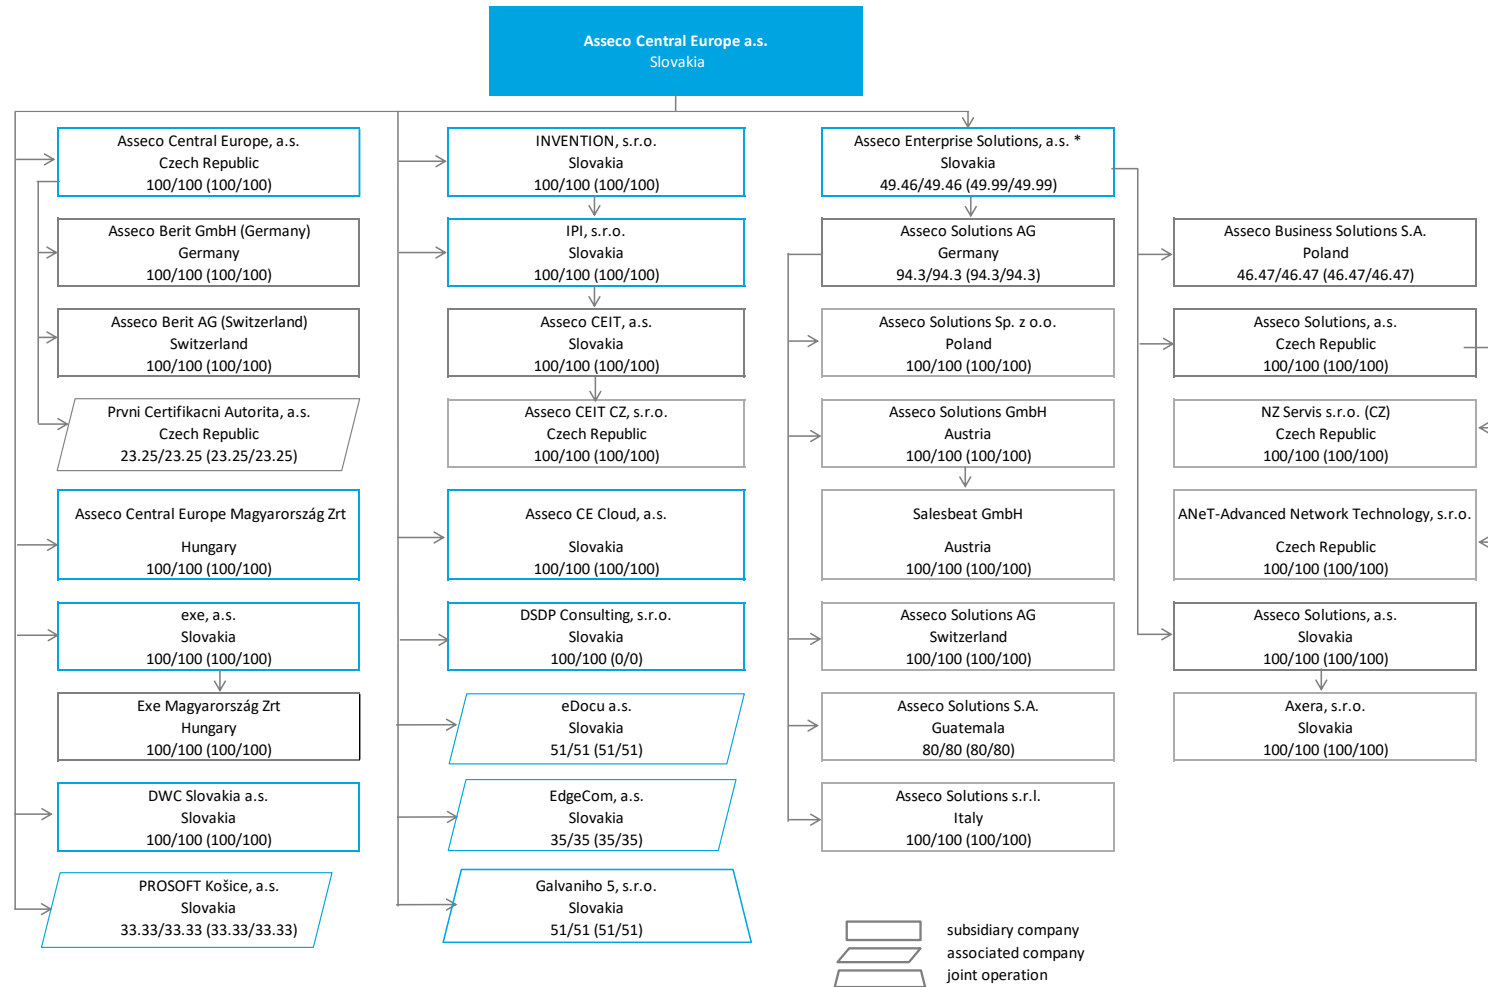 Asseco Central Europe a.s.
Slovakia
Asseco Central Europe, a.s.
Czech Republic
100/100 (100/100)
Asseco Berit GmbH (Germany)
Germany
100/100 (100/100)
Asseco Berit AG (Switzerland)
Switzerland
100/100 (100/100)
Prvni Certifikacni Autorita, a.s.
Czech Republic
23.25/23.25 (23.25/23.25)
Asseco Central Europe Magyarország Zrt
Hungary
100/100 (100/100)
exe, a.s.
Slovakia
100/100 (100/100)
Exe Magyarország Zrt
Hungary
100/100 (100/100)
DWC Slovakia a.s.
Slovakia
100/100 (100/100)
PROSOFT Košice, a.s.
Slovakia
33.33/33.33 (33.33/33.33)
INVENTION, s.r.o.
Slovakia
100/100 (100/100)
IPI, s.r.o.
Slovakia
100/100 (100/100)
Asseco CEIT, a.s.
Slovakia
100/100 (100/100)
Asseco CEIT CZ, s.r.o.
Czech Republic
100/100 (100/100)
Asseco CE Cloud, a.s.
Slovakia
100/100 (100/100)
DSDP Consulting, s.r.o.
Slovakia
100/100 (0/0)
eDocu a.s.
Slovakia
51/51 (51/51)
EdgeCom, a.s.
Slovakia
35/35 (35/35)
Galvaniho 5, s.r.o.
Slovakia
51/51 (51/51)
Asseco Enterprise Solutions, a.s. *
Slovakia
49.46/49.46 (49.99/49.99)
Asseco Solutions AG
Germany
94.3/94.3 (94.3/94.3)
Asseco Solutions Sp. z o.o.
Poland
100/100 (100/100)
Asseco Solutions GmbH
Austria
100/100 (100/100)
Salesbeat GmbH
Austria
100/100 (100/100)
Asseco Solutions AG
Switzerland
100/100 (100/100)
Asseco Solutions S.A.
Guatemala
80/80 (80/80)
Asseco Solutions s.r.l.
Italy
100/100 (100/100)
Asseco Business Solutions S.A.
Poland
46.47/46.47 (46.47/46.47)
Asseco Solutions, a.s.
Czech Republic
100/100 (100/100)
NZ Servis s.r.o. (CZ)
Czech Republic
100/100 (100/100)
ANeT-Advanced Network Technology, s.r.o.
Czech Republic
100/100 (100/100)
Asseco Solutions, a.s.
Slovakia
100/100 (100/100)
Axera, s.r.o.
Slovakia
100/100 (100/100)
subsidiary company
associated company
joint operation